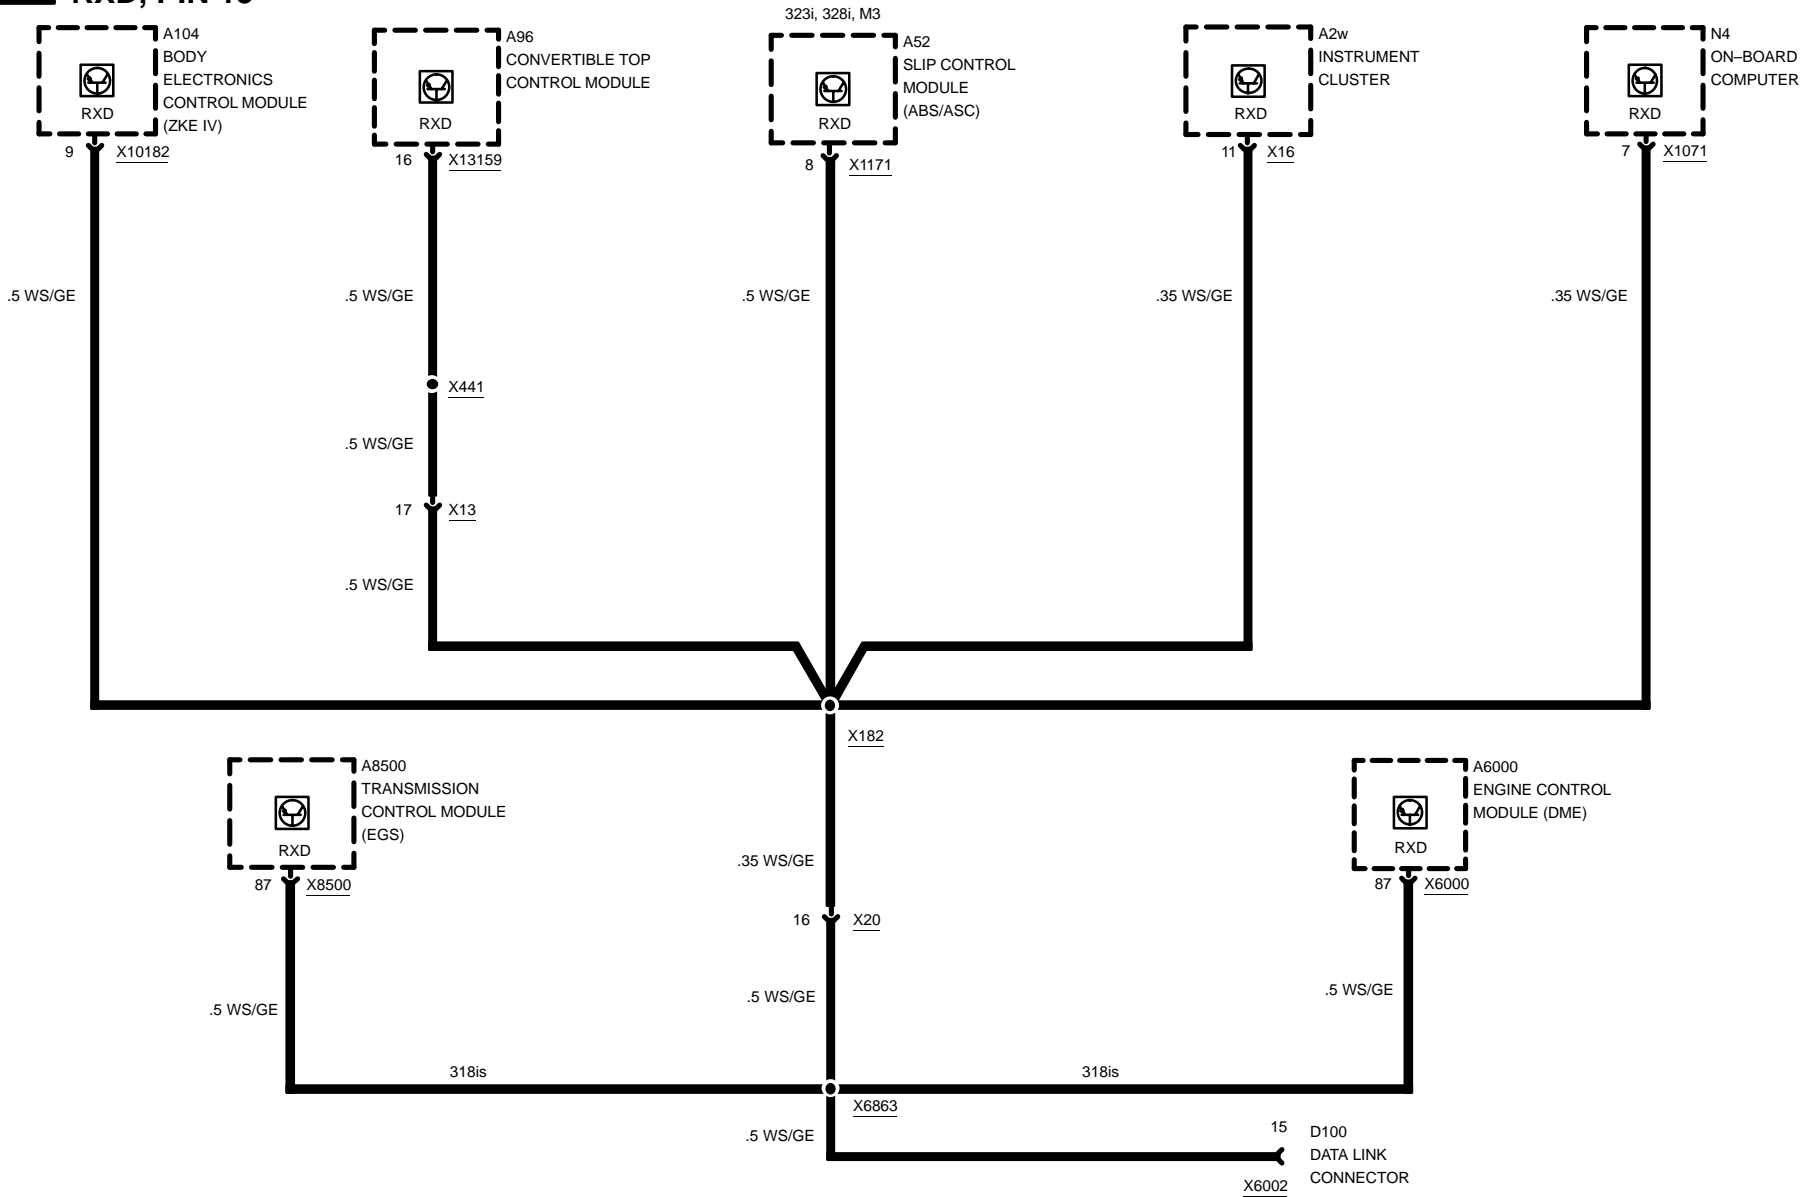 A104
BODY
ELECTRONICS
CONTROL MODULE
(ZKE IV)
RXD
9
X10182
A96
CONVERTIBLE TOP
CONTROL MODULE
RXD
16
X13159
323i, 328i, M3
A52
SLIP CONTROL
MODULE
(ABS/ASC)
RXD
8
X1171
A2w
INSTRUMENT
CLUSTER
RXD
11
X16
N4
ON–BOARD
COMPUTER
RXD
7
X1071
.5 WS/GE
.5 WS/GE
.5 WS/GE
.35 WS/GE
.35 WS/GE
X441
.5 WS/GE
17
X13
.5 WS/GE
X182
A8500
TRANSMISSION
CONTROL MODULE
(EGS)
RXD
87
X8500
A6000
ENGINE CONTROL
MODULE (DME)
RXD
87
X6000
.35 WS/GE
16
X20
.5 WS/GE
.5 WS/GE
.5 WS/GE
318is
318is
X6863
.5 WS/GE
15
D100
DATA LINK
CONNECTOR
X6002